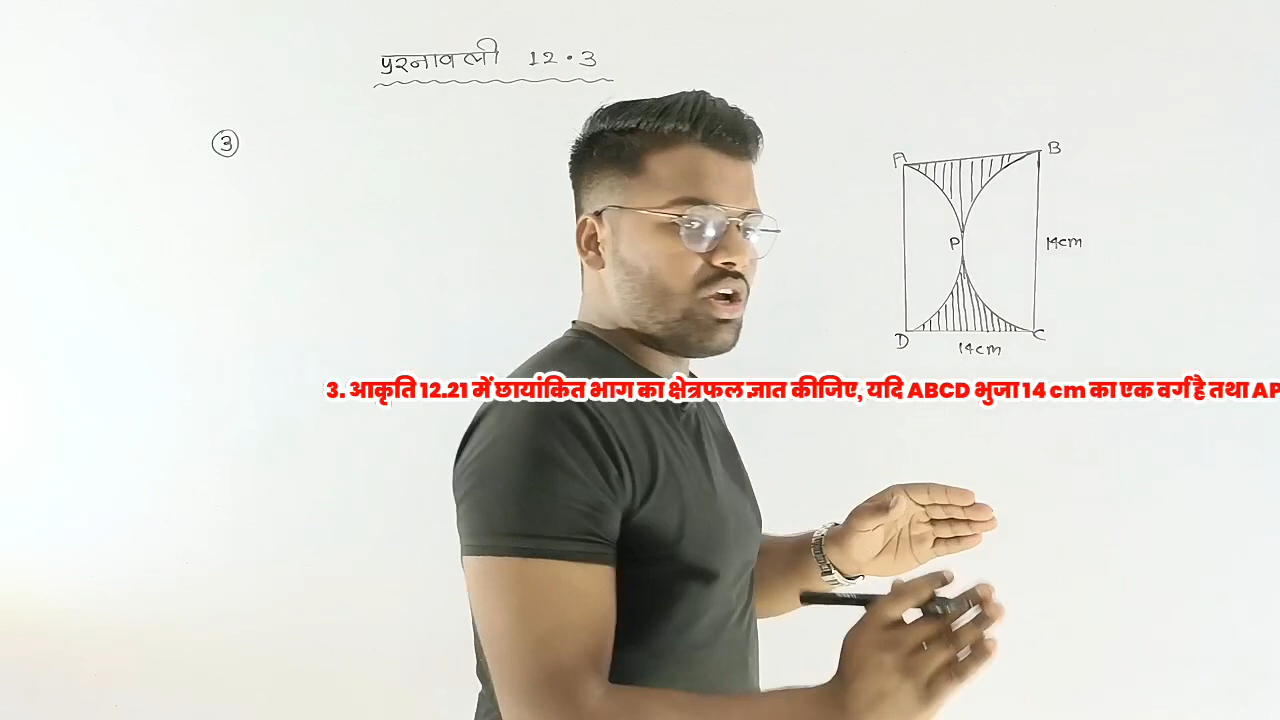 प्रश्नावली 12.3
③
A B
P 14cm
D C
14cm
3. आकृति 12.21 में छायांकित भाग का क्षेत्रफल ज्ञात कीजिए, यदि ABCD भुजा 14 cm का एक वर्ग है तथा AP